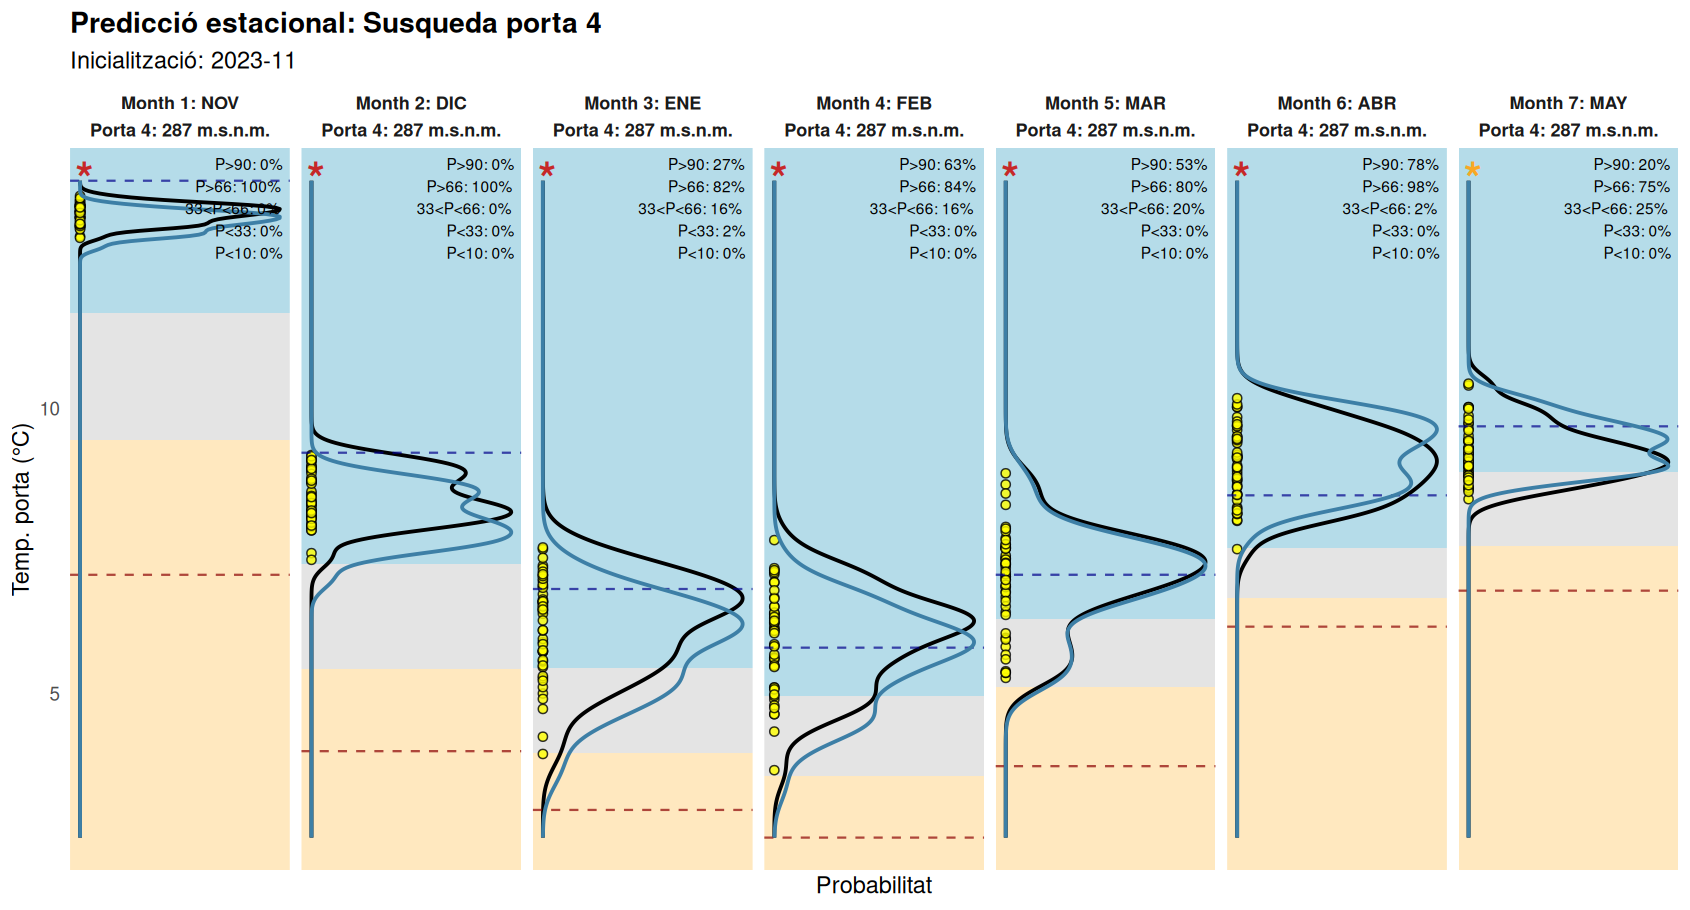 Predicció estacional: Susqueda porta 4
Inicialització: 2023-11
Month 1: NOV
Porta 4: 287 m.s.n.m.
Month 2: DIC
Porta 4: 287 m.s.n.m.
Month 3: ENE
Porta 4: 287 m.s.n.m.
Month 4: FEB
Porta 4: 287 m.s.n.m.
Month 5: MAR
Porta 4: 287 m.s.n.m.
Month 6: ABR
Porta 4: 287 m.s.n.m.
Month 7: MAY
Porta 4: 287 m.s.n.m.
*
P>90: 0%
P>66: 100%
33<P<66: 0%
P<33: 0%
P<10: 0%
*
P>90: 0%
P>66: 100%
33<P<66: 0%
P<33: 0%
P<10: 0%
*
P>90: 27%
P>66: 82%
33<P<66: 16%
P<33: 2%
P<10: 0%
*
P>90: 63%
P>66: 84%
33<P<66: 16%
P<33: 0%
P<10: 0%
*
P>90: 53%
P>66: 80%
33<P<66: 20%
P<33: 0%
P<10: 0%
*
P>90: 78%
P>66: 98%
33<P<66: 2%
P<33: 0%
P<10: 0%
*
P>90: 20%
P>66: 75%
33<P<66: 25%
P<33: 0%
P<10: 0%
10
5
Temp. porta (°C)
Probabilitat